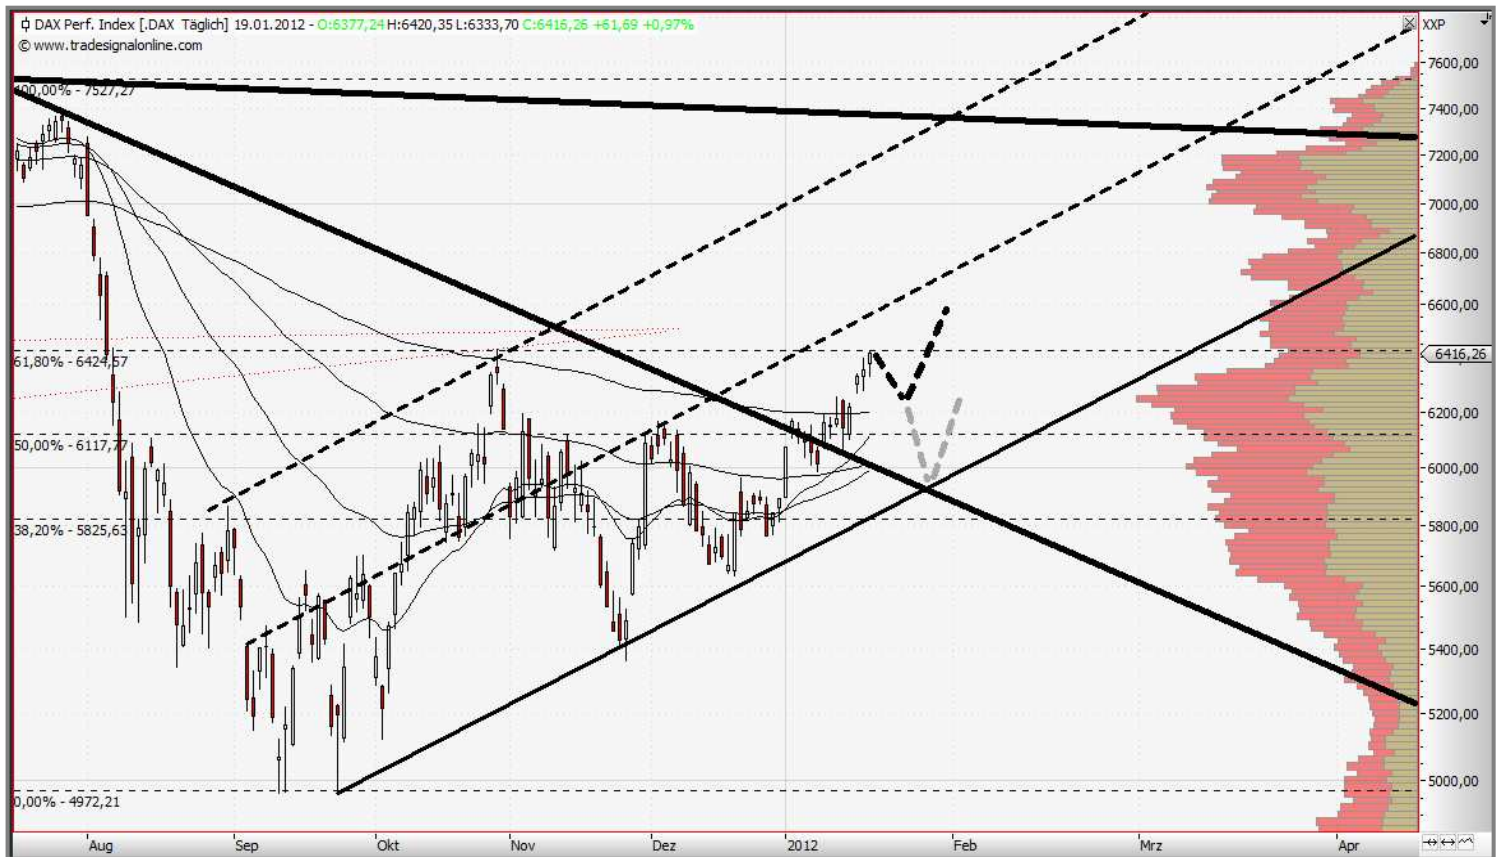 DAX Perf. Index [.DAX Täglich] 19.01.2012 - O:6377,24 H:6420,35 L:6333,70 C:6416,26 +61,69 +0,97%
© www.tradesignalonline.com
XXP
7600,00
100,00% - 7527,27
7400,00
7200,00
7000,00
6800,00
6600,00
61,80% - 6424,57
6416,26
6200,00
50,00% - 6117,77
6000,00
38,20% - 5825,63
5800,00
5600,00
5400,00
5200,00
5000,00
0,00% - 4972,21
Aug Sep Okt Nov Dez 2012 Feb Mrz Apr